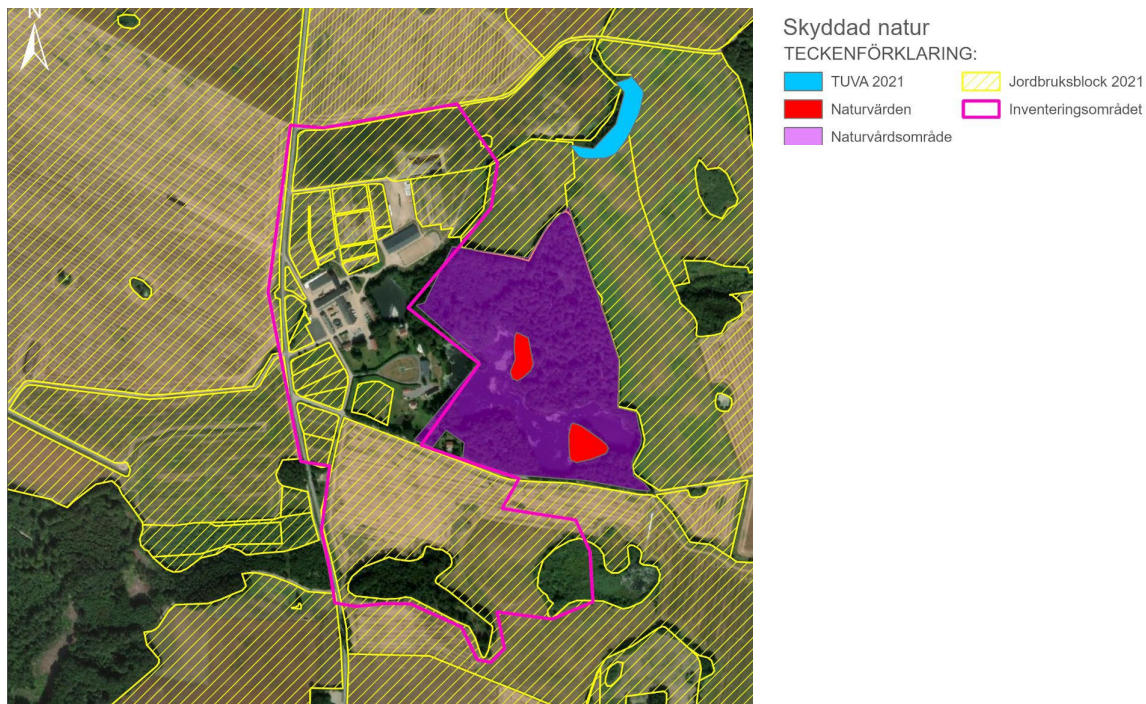 N
Skyddad natur
TECKENFÖRKLARING:
TUVA 2021
Naturvärden
Naturvårdsområde
Jordbruksblock 2021
Inventeringsområdet